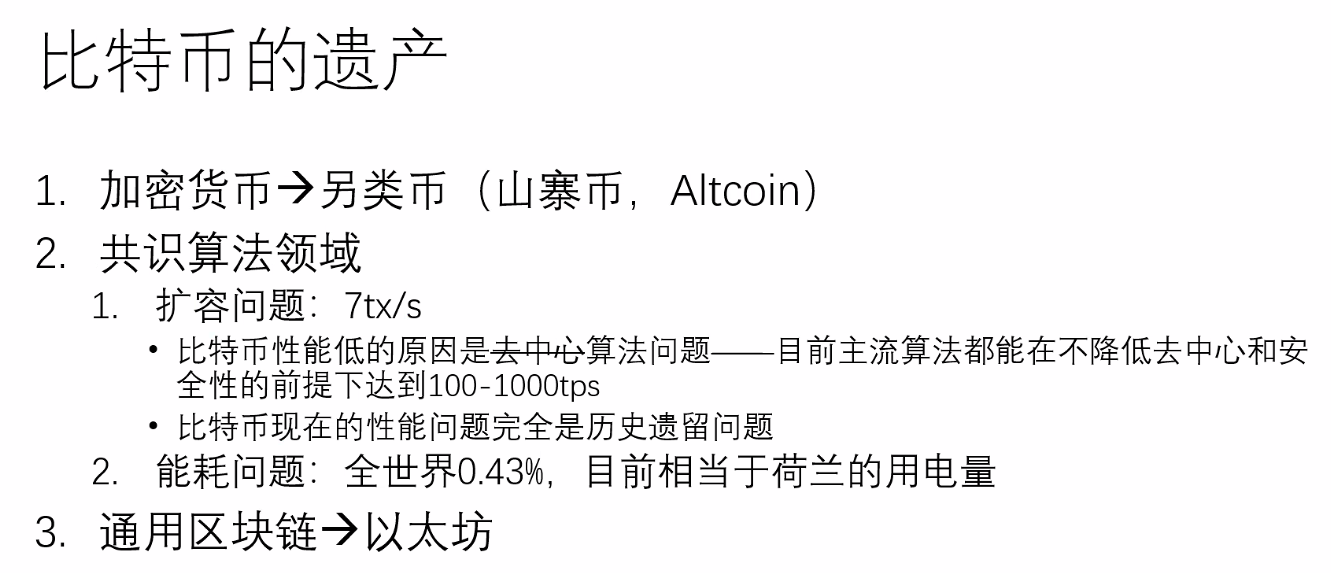 比特币的遗产
1. 加密货币→另类币（山寨币，Altcoin）
2. 共识算法领域
1. 扩容问题：7tx/s
• 比特币性能低的原因是去中心算法问题——目前主流算法都能在不降低去中心和安
全性的前提下达到100-1000tps
• 比特币现在的性能问题完全是历史遗留问题
2. 能耗问题：全世界0.43%，目前相当于荷兰的用电量
3. 通用区块链→以太坊